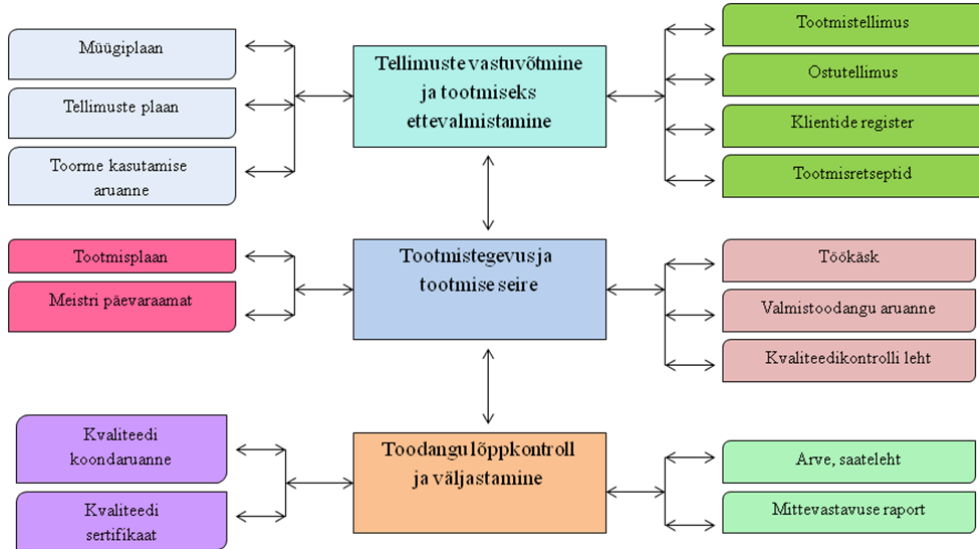 Müügiplaan
Tellimuste plaan
Toorme kasutamise
aruanne
Tellimuste vastuvõtmine
ja tootmiseks
ettevalmistamine
Tootmistellimus
Ostutellimus
Klientide register
Tootmisretseptid
Tootmisplaan
Meistri päevaraamat
Tootmistegevus ja
tootmise seire
Töökäsk
Valmistoodangu aruanne
Kvaliteedikontrolli leht
Kvaliteedi
koondaruanne
Kvaliteedi
sertifikaat
Toodangu lõppkontroll
ja väljastamine
Arve, saateleht
Mittevastavuse raport